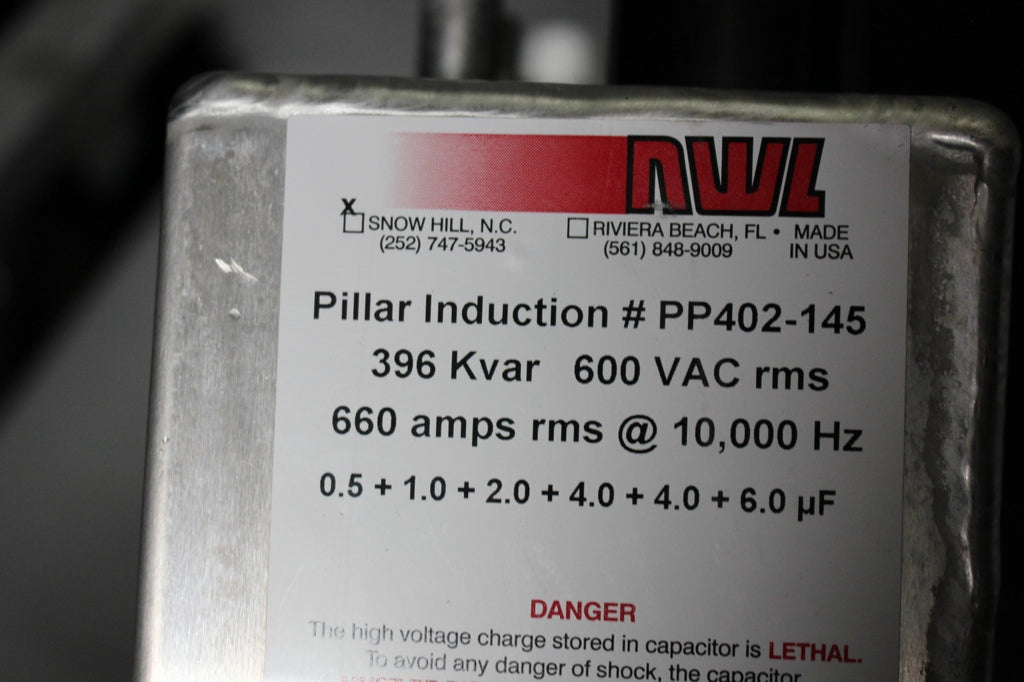 NWL
X
SNOW HILL, N.C.
(252) 747-5943
RIVIERA BEACH, FL • MADE IN USA
(561) 848-9009
Pillar Induction # PP402-145
396 Kvar 600 VAC rms
660 amps rms @ 10,000 Hz
0.5 + 1.0 + 2.0 + 4.0 + 4.0 + 6.0 µF
DANGER
The high voltage charge stored in capacitor is LETHAL.
To avoid any danger of shock, the capacitor